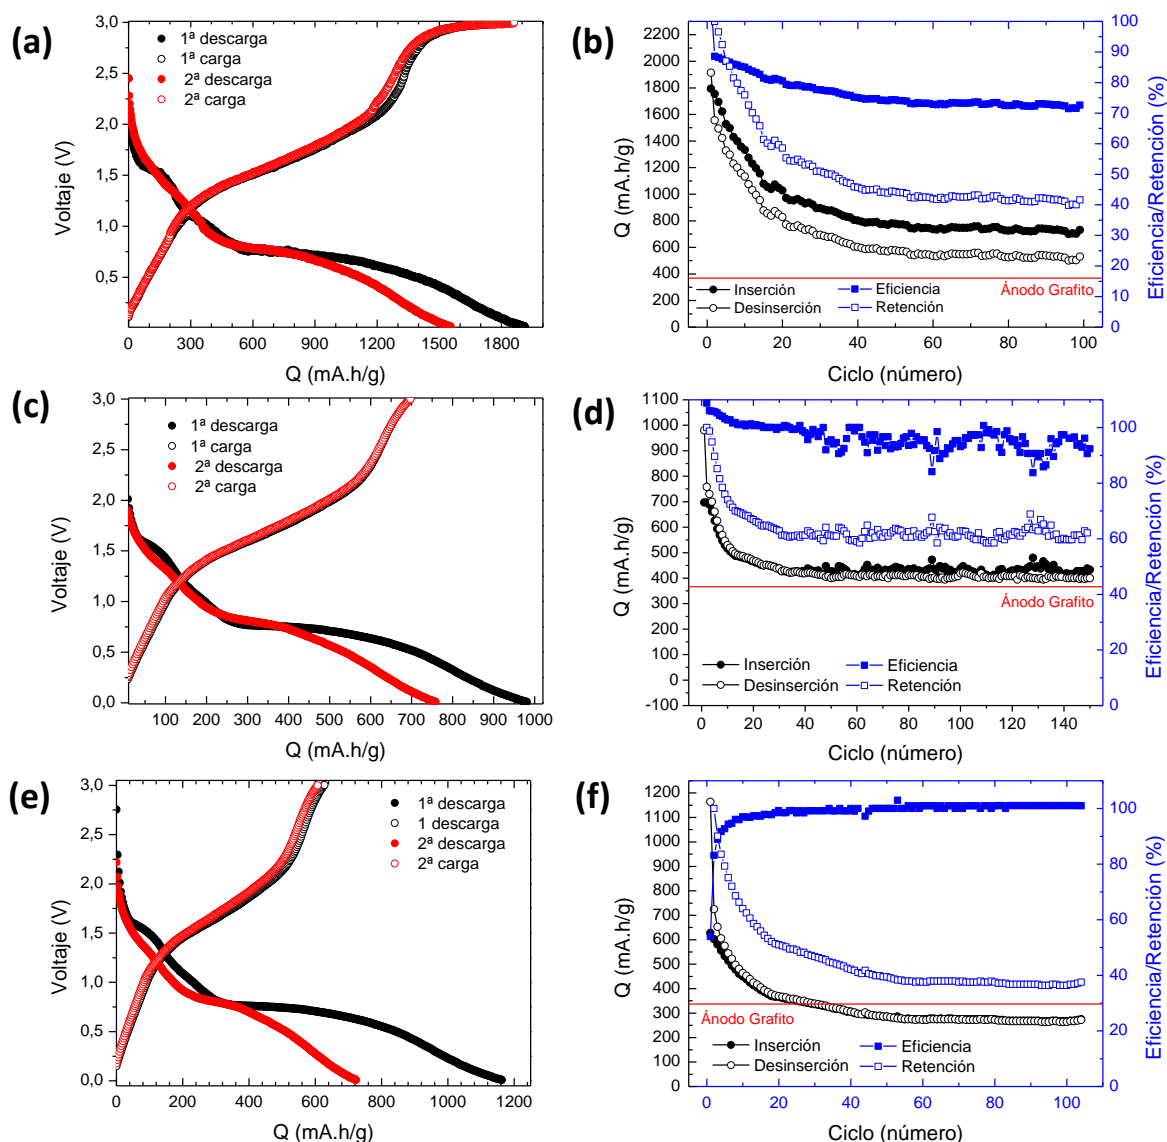 (a)
3,0
2,5
2,0
1,5
1,0
0,5
Voltaje (V)
1ª descarga
1ª carga
2ª descarga
2ª carga
0 300 600 900 1200 1500 1800
Q (mA.h/g)
(b)
2200
2000
1800
1600
1400
1200
1000
800
600
400
200
0
Q (mA.h/g)
100
90
80
70
60
50
40
30
20
10
0
Eficiencia/Retención (%)
Ánodo Grafito
Inserción
Desinserción
Eficiencia
Retención
0 20 40 60 80 100
Ciclo (número)
(c)
3,0
2,5
2,0
1,5
1,0
0,5
0,0
Voltaje (V)
1ª descarga
1ª carga
2ª descarga
2ª carga
100 200 300 400 500 600 700 800 900 1000
Q (mA.h/g)
(d)
1100
1000
900
800
700
600
500
400
300
200
100
0
-100
Q (mA.h/g)
100
80
60
40
20
0
Eficiencia/Retención (%)
Ánodo Grafito
Inserción
Desinserción
Eficiencia
Retención
0 20 40 60 80 100 120 140
Ciclo (número)
(e)
3,0
2,5
2,0
1,5
1,0
0,5
0,0
Voltaje (V)
1ª descarga
1 descarga
2ª descarga
2ª carga
0 200 400 600 800 1000 1200
Q (mA.h/g)
(f)
1200
1100
1000
900
800
700
600
500
400
300
200
100
0
Q (mA.h/g)
100
80
60
40
20
0
Eficiencia/Retención (%)
Ánodo Grafito
Inserción
Desinserción
Eficiencia
Retención
0 20 40 60 80 100
Ciclo (número)